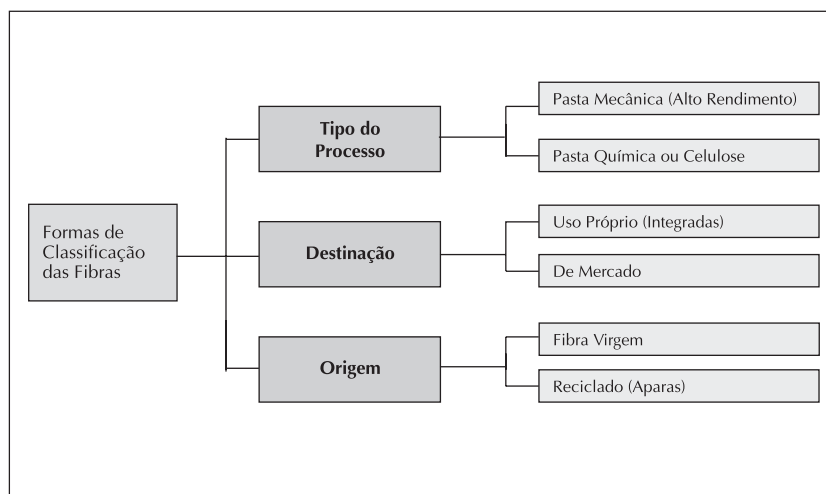 Formas de
Classificação
das Fibras
Tipo do
Processo
Pasta Mecânica (Alto Rendimento)
Pasta Química ou Celulose
Destinação
Uso Próprio (Integradas)
De Mercado
Origem
Fibra Virgem
Reciclado (Aparas)